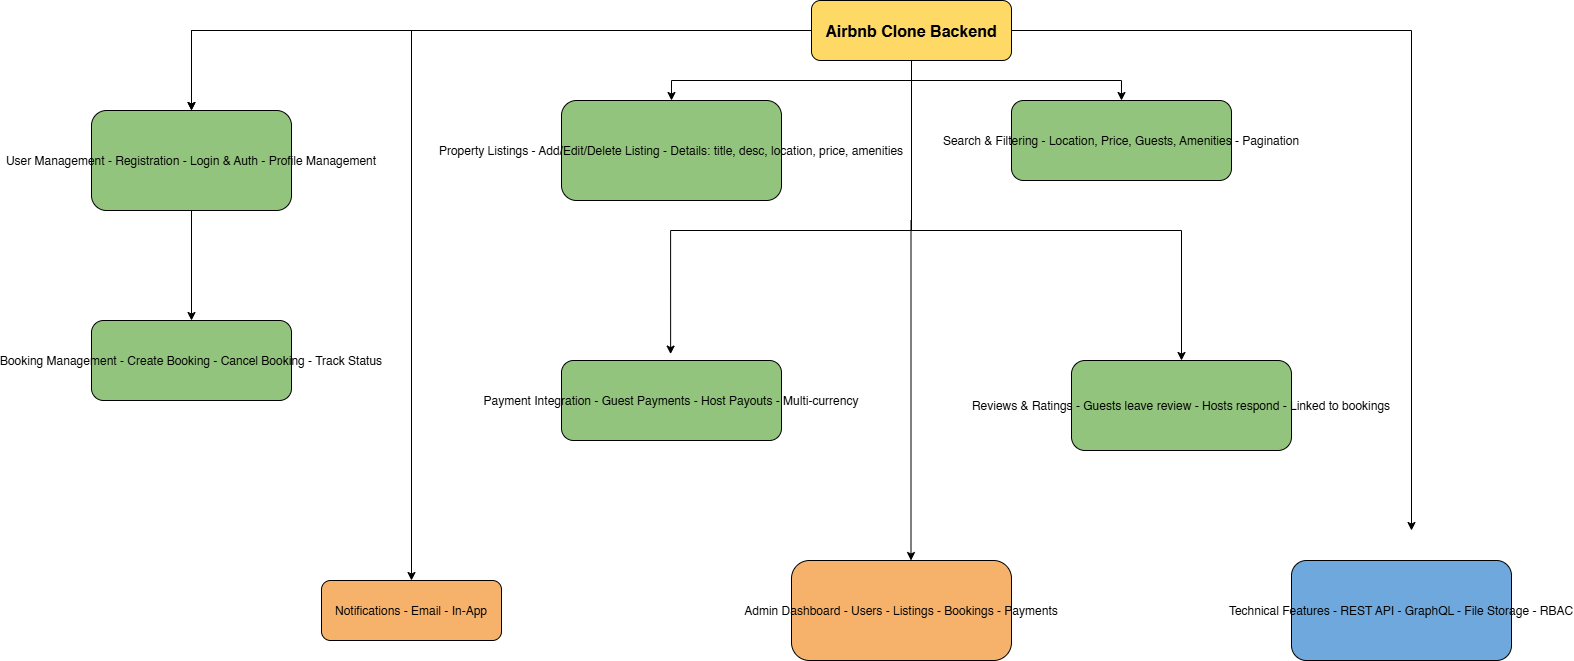 Airbnb Clone Backend
User Management - Registration - Login & Auth - Profile Management
Property Listings - Add/Edit/Delete Listing - Details: title, desc, location, price, amenities
Search & Filtering - Location, Price, Guests, Amenities - Pagination
Booking Management - Create Booking - Cancel Booking - Track Status
Payment Integration - Guest Payments - Host Payouts - Multi-currency
Reviews & Ratings - Guests leave review - Hosts respond - Linked to bookings
Notifications - Email - In-App
Admin Dashboard - Users - Listings - Bookings - Payments
Technical Features - REST API - GraphQL - File Storage - RBAC